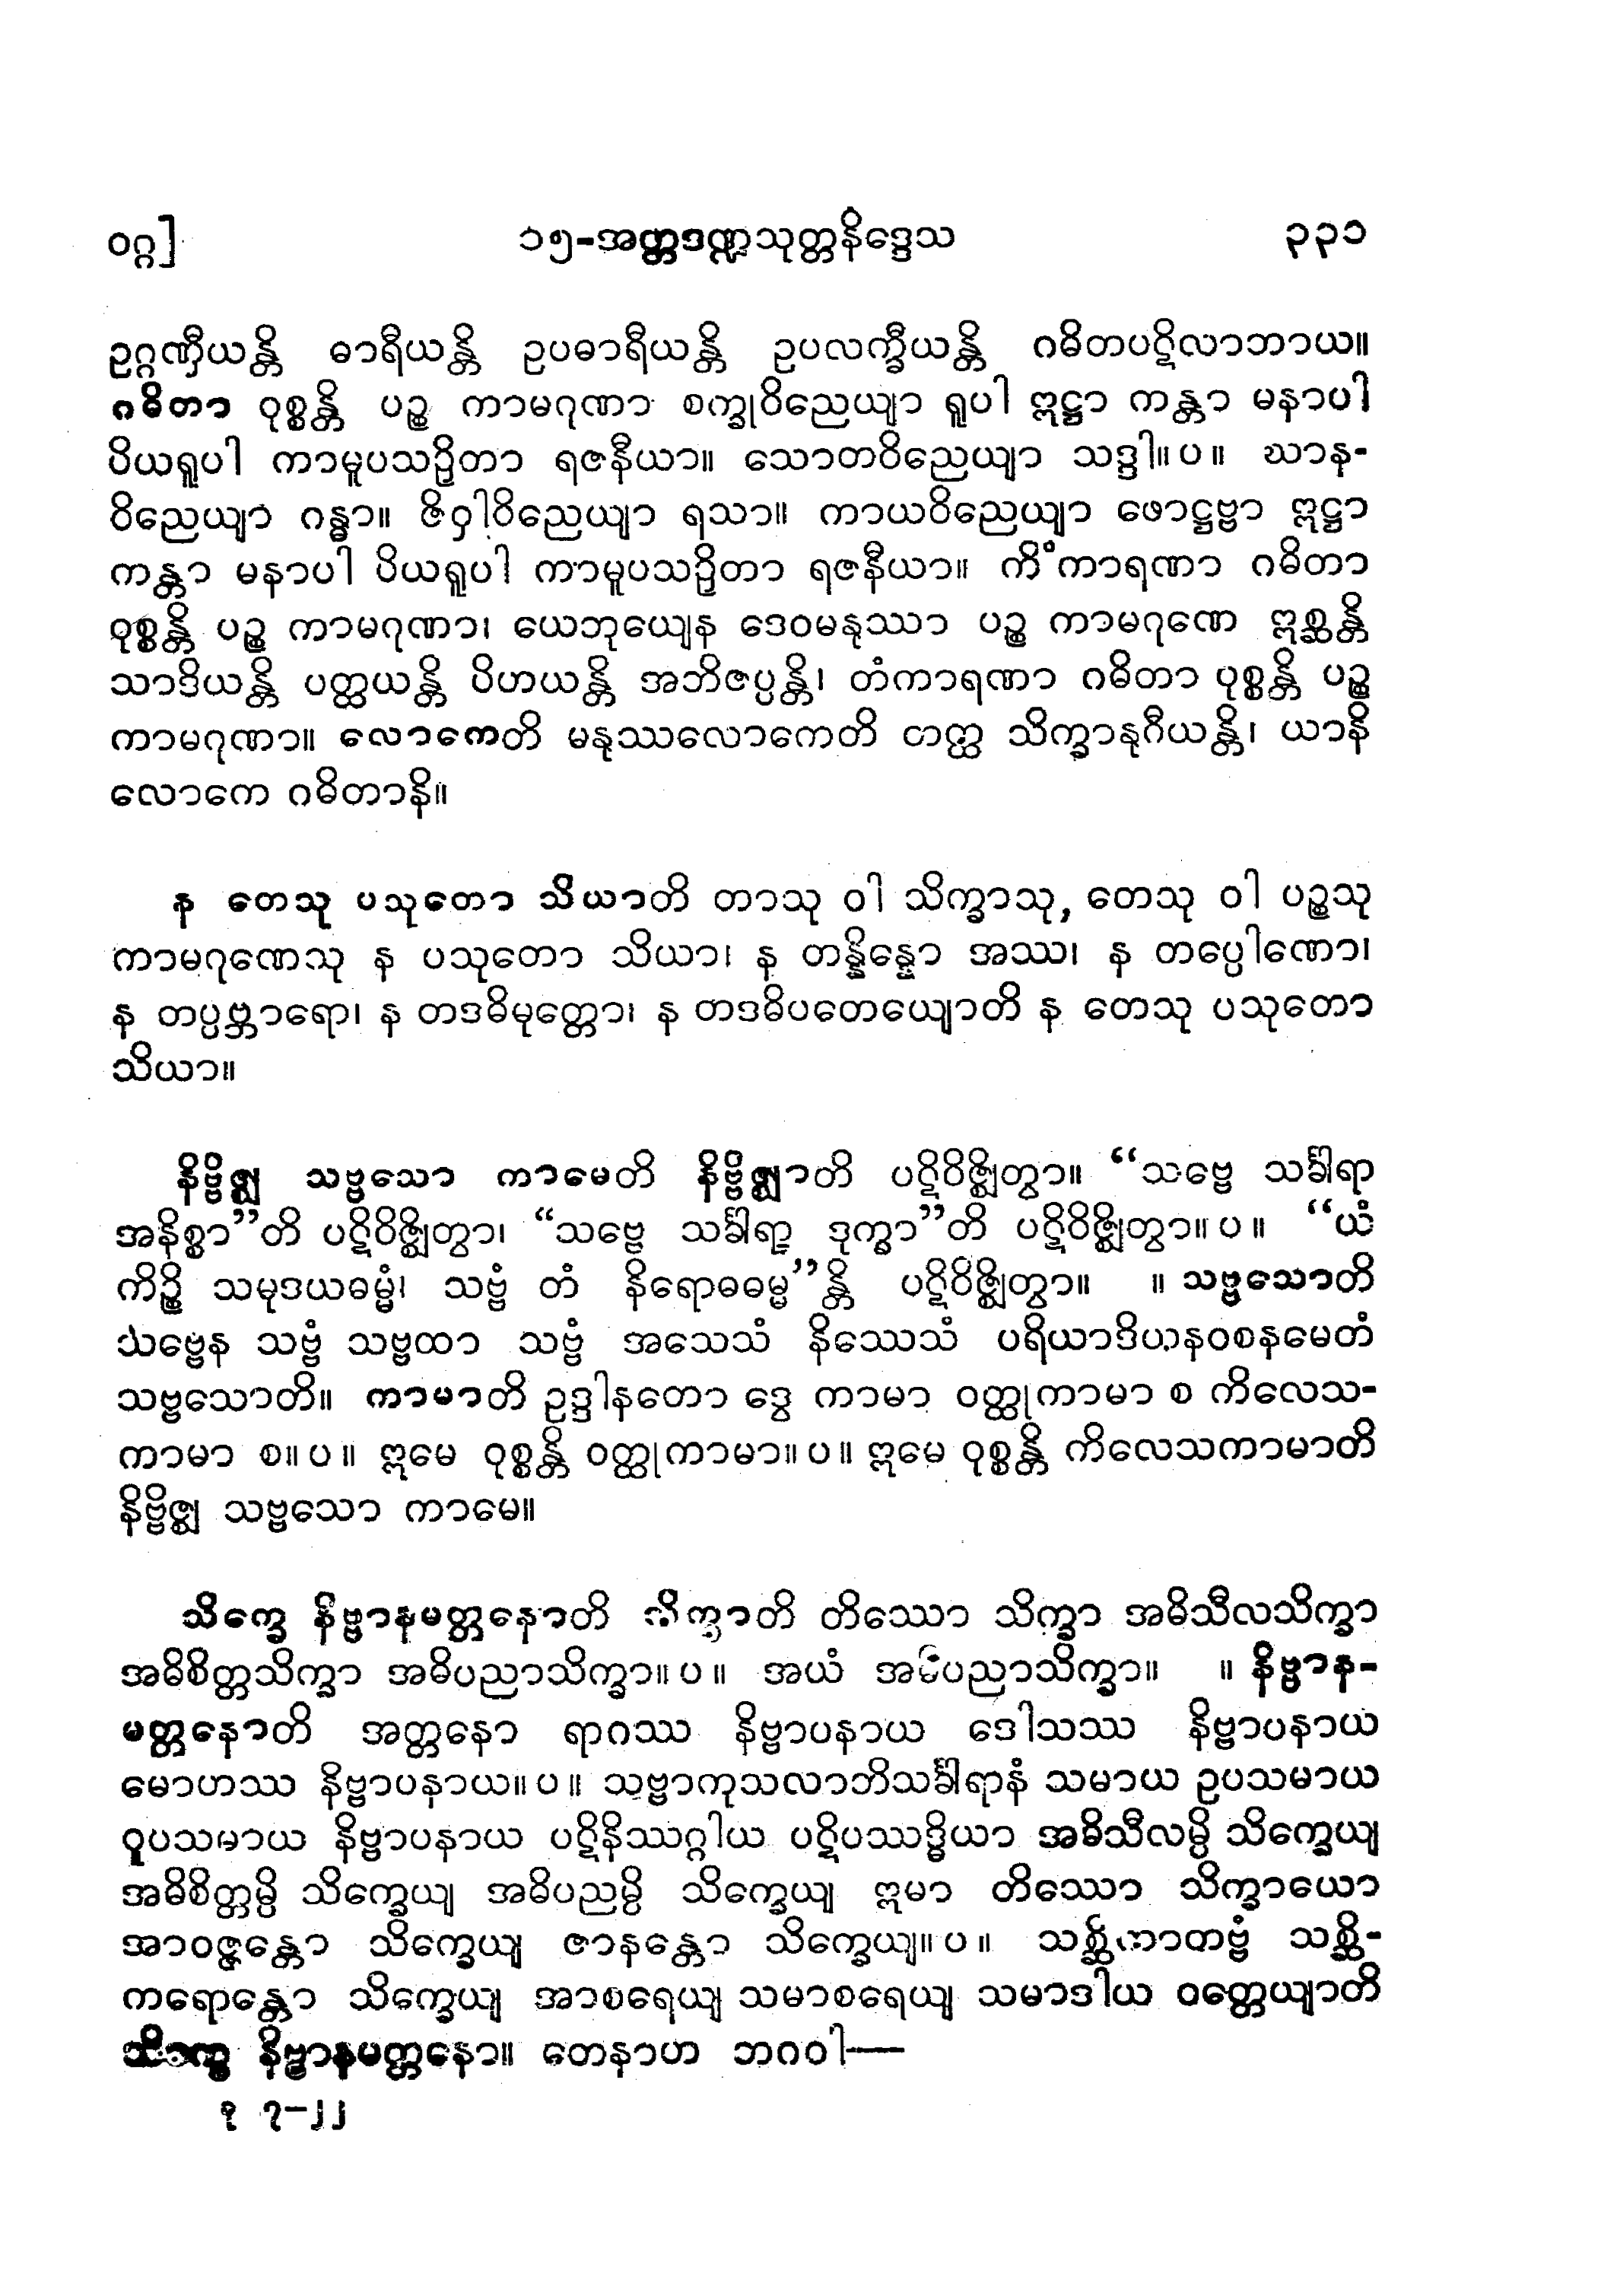 ဝဂ္ဂ]
၁၅-အတ္တဒဏ္ဍသုတ္တနိဒ္ဒေသ
၃၃၁
ဥဂ္ဂဏှီယန္တိ ဓာရီယန္တိ ဥပဓာရီယန္တိ ဥပလက္ခီယန္တိ ဂဓိတပဋိလာဘာယ။
ဂဓိတာ ဝုစ္စန္တိ ပဉ္စ ကာမဂုဏာ စက္ခုဝိညေယျာ ရူပါ ဣဋ္ဌာ ကန္တာ မနာပါ
ပိယရူပါ ကာမူပသဉှိတာ ရဇနီယာ။ သောတဝိညေယျာ သဒ္ဒါ။ပ။ ဃာန-
ဝိညေယျာ ဂန္ဓာ။ ဇိဝှါဝိညေယျာ ရသာ။ ကာယဝိညေယျာ ဖောဋ္ဌဗ္ဗာ ဣဋ္ဌာ
ကန္တာ မနာပါ ပိယရူပါ ကာမူပသဉှိတာ ရဇနီယာ။ ကိံကာရဏာ ဂဓိတာ
ဝုစ္စန္တိ ပဉ္စ ကာမဂုဏာ၊ ယေဘုယျေန ဒေဝမနုဿာ ပဉ္စ ကာမဂုဏေ ဣစ္ဆန္တိ
သာဒိယန္တိ ပတ္ထယန္တိ ပိဟယန္တိ အဘိဇပ္ပန္တိ၊ တံကာရဏာ ဂဓိတာ ဝုစ္စန္တိ ပဉ္စ
ကာမဂုဏာ။ လောကေတိ မနုဿလောကေတိ တတ္ထ သိက္ခာနုဂီယန္တိ၊ ယာနိ
လောကေ ဂဓိတာနိ။
န တေသု ပသုတော သိယာတိ တာသု ဝါ သိက္ခာသု, တေသု ဝါ ပဉ္စသု
ကာမဂုဏေသု န ပသုတော သိယာ၊ န တန္နိန္နော အဿ၊ န တပ္ပေါဏော၊
န တပ္ပဗ္ဘာရော၊ န တဒဓိမုတ္တော၊ န တဒဓိပတေယျောတိ န တေသု ပသုတော
သိယာ။
နိဗ္ဗိဇ္ဈ သဗ္ဗသော ကာမေတိ နိဗ္ဗိဇ္ဈာတိ ပဋိဝိဇ္ဈိတွာ။ “သဗ္ဗေ သင်္ခါရာ
အနိစ္စာ”တိ ပဋိဝိဇ္ဈိတွာ၊ “သဗ္ဗေ သင်္ခါရာ ဒုက္ခာ”တိ ပဋိဝိဇ္ဈိတွာ။ပ။ “ယံ
ကိဉ္စိ သမုဒယဓမ္မံ၊ သဗ္ဗံ တံ နိရောဓဓမ္မ”န္တိ ပဋိဝိဇ္ဈိတွာ။ ။ သဗ္ဗသောတိ
သဗ္ဗေန သဗ္ဗံ သဗ္ဗထာ သဗ္ဗံ အသေသံ နိဿေသံ ပရိယာဒိယနဝစနမေတံ
သဗ္ဗသောတိ။ ကာမာတိ ဥဒ္ဒါနတော ဒွေ ကာမာ ဝတ္ထုကာမာ စ ကိလေသ-
ကာမာ စ။ပ။ ဣမေ ဝုစ္စန္တိ ဝတ္ထုကာမာ။ပ။ ဣမေ ဝုစ္စန္တိ ကိလေသကာမာတိ
နိဗ္ဗိဇ္ဈ သဗ္ဗသော ကာမေ။
သိက္ခေ နိဗ္ဗာနမတ္တနောတိ သိက္ခာတိ တိဿော သိက္ခာ အဓိသီလသိက္ခာ
အဓိစိတ္တသိက္ခာ အဓိပညာသိက္ခာ။ပ။ အယံ အဓိပညာသိက္ခာ။ ။ နိဗ္ဗာန-
မတ္တနောတိ အတ္တနော ရာဂဿ နိဗ္ဗာပနာယ ဒေါသဿ နိဗ္ဗာပနာယ
မောဟဿ နိဗ္ဗာပနာယ။ပ။ သဗ္ဗာကုသလာဘိသင်္ခါရာနံ သမာယ ဥပသမာယ
ဝူပသမာယ နိဗ္ဗာပနာယ ပဋိနိဿဂ္ဂါယ ပဋိပဿဒ္ဓိယာ အဓိသီလမ္ပိ သိက္ခေယျ
အဓိစိတ္တမ္ပိ သိက္ခေယျ အဓိပညမ္ပိ သိက္ခေယျ ဣမာ တိဿော သိက္ခာယော
အာဝဇ္ဇန္တော သိက္ခေယျ ဇာနန္တော သိက္ခေယျ။ပ။ သစ္ဆိကာတဗ္ဗံ သစ္ဆိ-
ကရောန္တော သိက္ခေယျ အာစရေယျ သမာစရေယျ သမာဒါယ ဝတ္တေယျာတိ
သိက္ခေ နိဗ္ဗာနမတ္တနော။ တေနာဟ ဘဂဝါ—
၇-၂၂